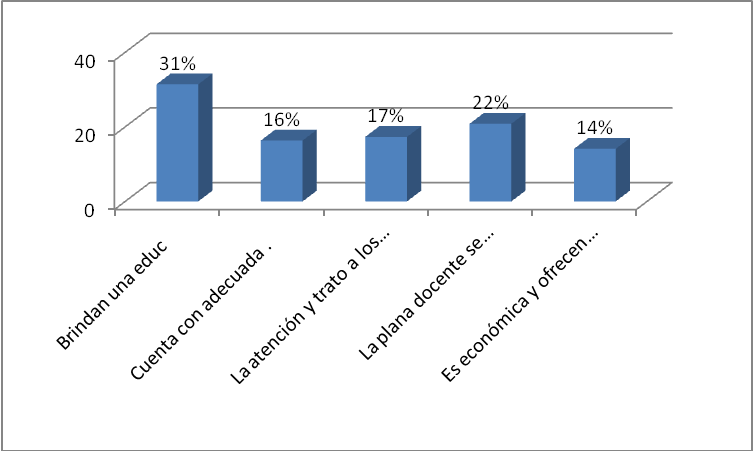 40
20
0
31%
16%
17%
22%
14%
Brindan una educ
Cuenta con adecuada .
La atención y trato a los...
La plana docente se...
Es económica y ofrecen...